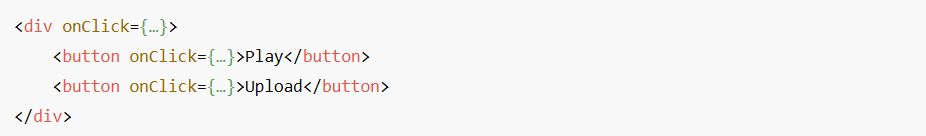 <div onClick={…}>
    <button onClick={…}>Play</button>
    <button onClick={…}>Upload</button>
</div>